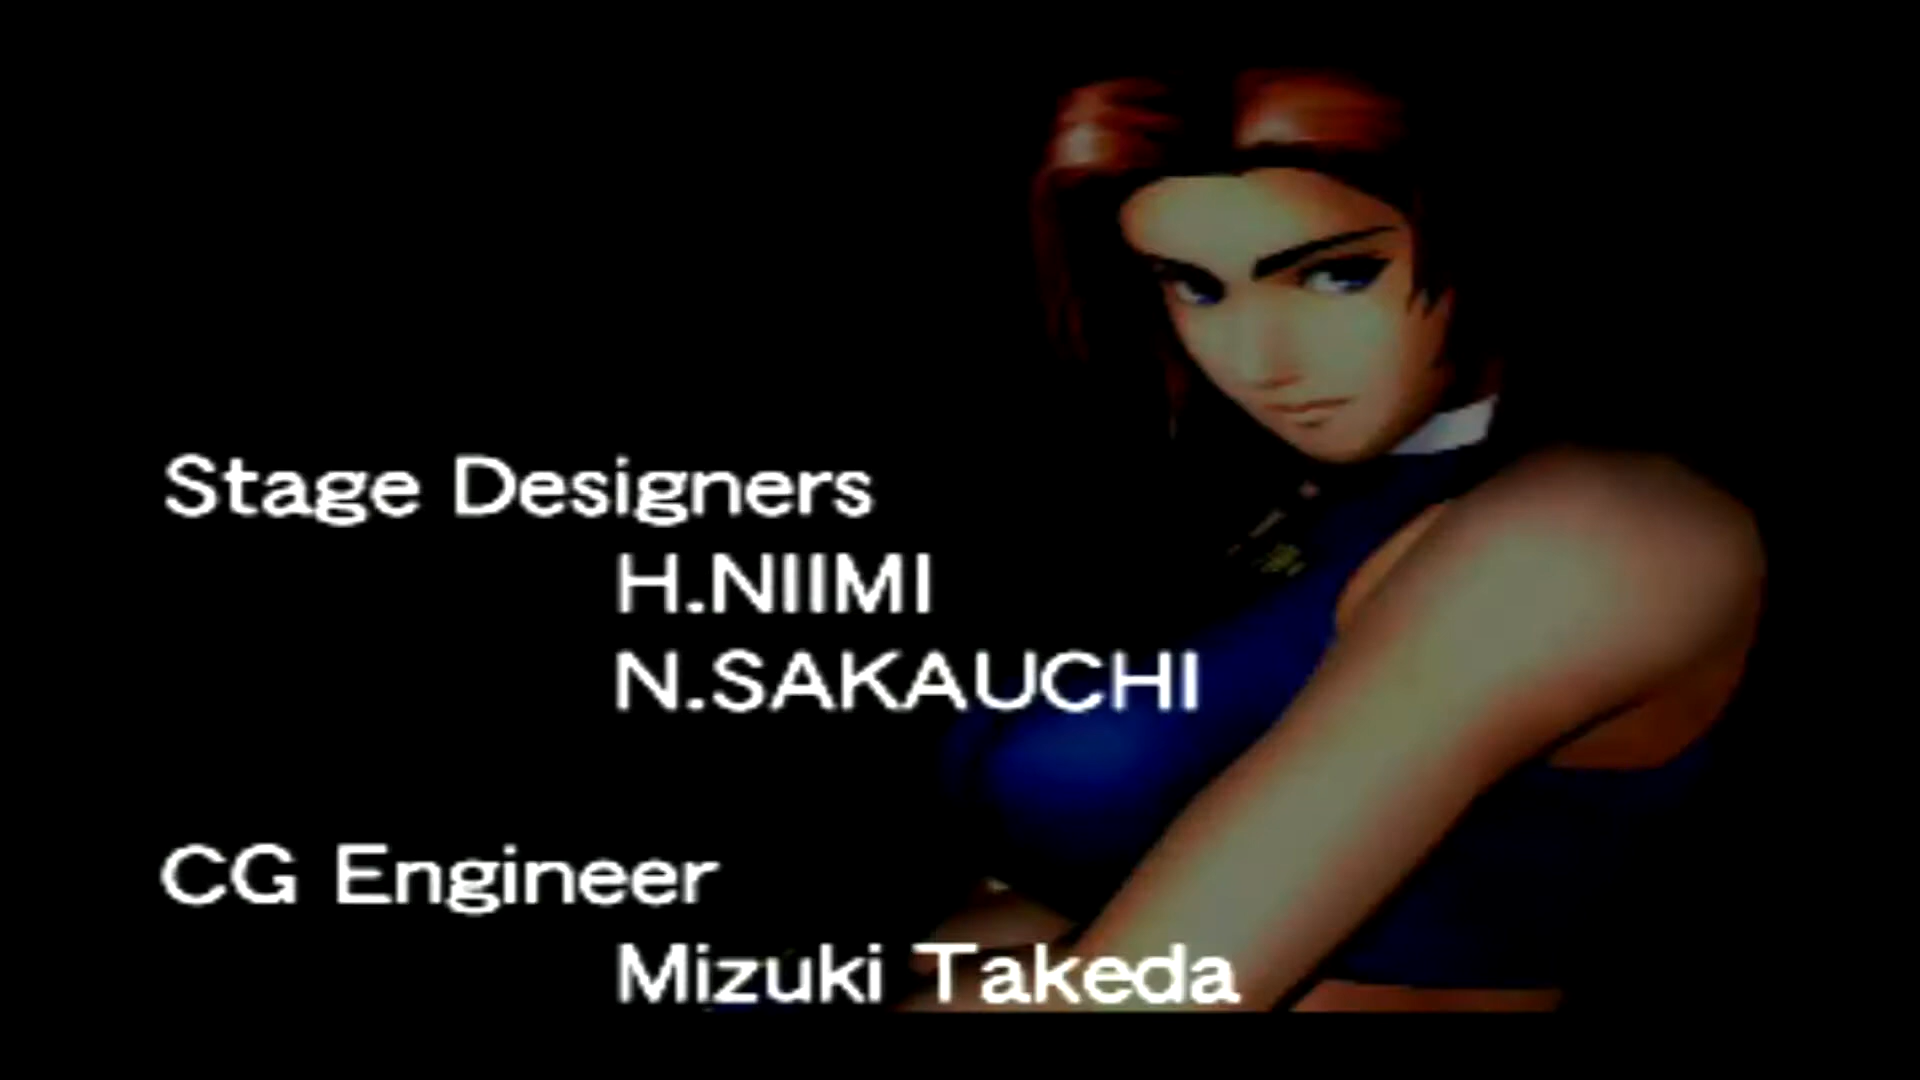 Stage Designers
H.NIIMI
N.SAKAUCHI
CG Engineer
Mizuki Takeda